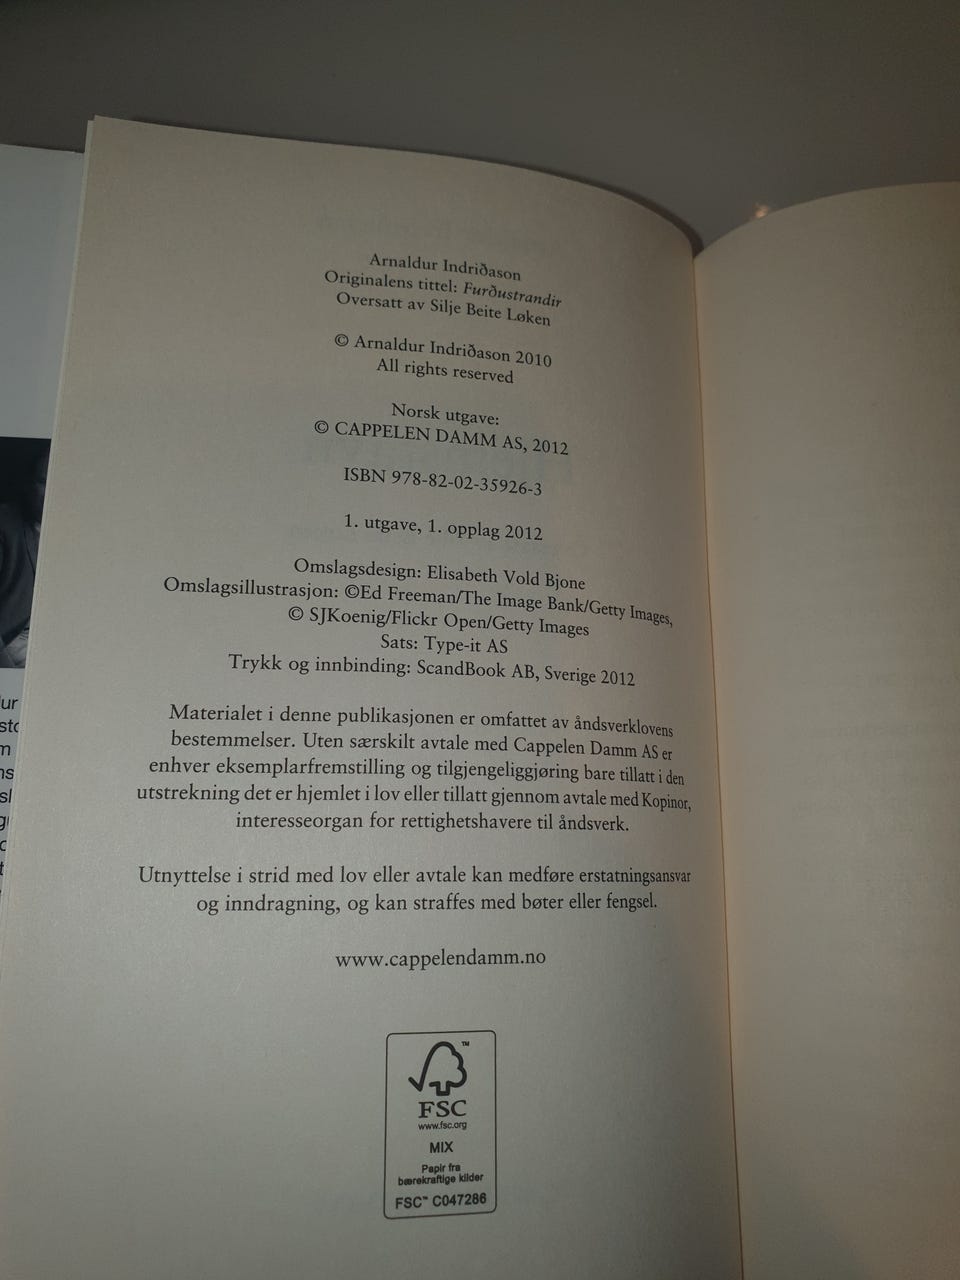 Arnaldur Indriðason
Originalens tittel: Furðustrandir
Oversatt av Silje Beite Løken
© Arnaldur Indriðason 2010
All rights reserved
Norsk utgave:
© CAPPELEN DAMM AS, 2012
ISBN 978-82-02-35926-3
1. utgave, 1. opplag 2012
Omslagsdesign: Elisabeth Vold Bjone
Omslagsillustrasjon: ©Ed Freeman/The Image Bank/Getty Images,
© SJKoenig/Flickr Open/Getty Images
Sats: Type-it AS
Trykk og innbinding: ScandBook AB, Sverige 2012
Materialet i denne publikasjonen er omfattet av åndsverklovens
bestemmelser. Uten særskilt avtale med Cappelen Damm AS er
enhver eksemplarfremstilling og tilgjengeliggjøring bare tillatt i den
utstrekning det er hjemlet i lov eller tillatt gjennom avtale med Kopinor,
interesseorgan for rettighetshavere til åndsverk.
Utnyttelse i strid med lov eller avtale kan medføre erstatningsansvar
og inndragning, og kan straffes med bøter eller fengsel.
www.cappelendamm.no
™
FSC
www.fsc.org
MIX
Papir fra
bærekraftige kilder
FSC™ C047286